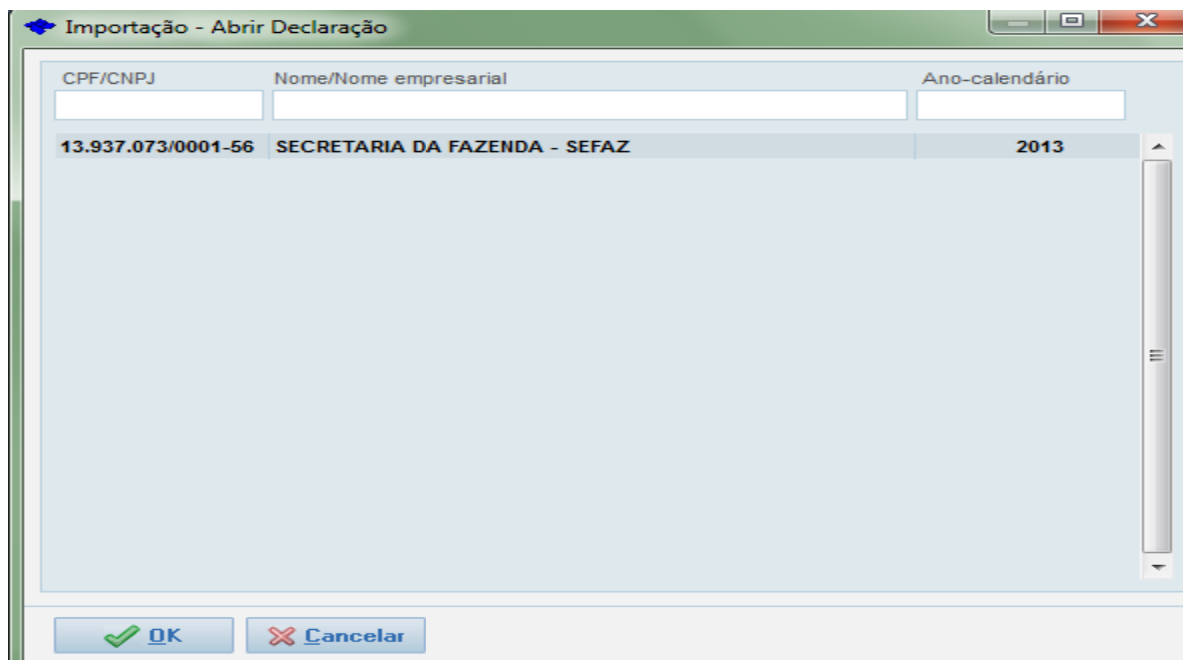 Importação - Abrir Declaração
CPF/CNPJ Nome/Nome empresarial Ano-calendário
13.937.073/0001-56 SECRETARIA DA FAZENDA - SEFAZ 2013
OK Cancelar